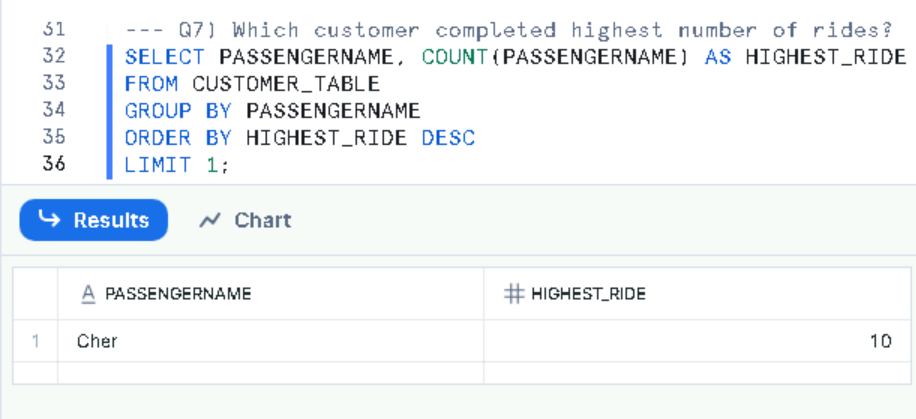 31 --- Q7) Which customer completed highest number of rides?
32 SELECT PASSENGERNAME, COUNT(PASSENGERNAME) AS HIGHEST_RIDE
33 FROM CUSTOMER_TABLE
34 GROUP BY PASSENGERNAME
35 ORDER BY HIGHEST_RIDE DESC
36 LIMIT 1;
Results Chart
A PASSENGERNAME # HIGHEST_RIDE
1 Cher 10